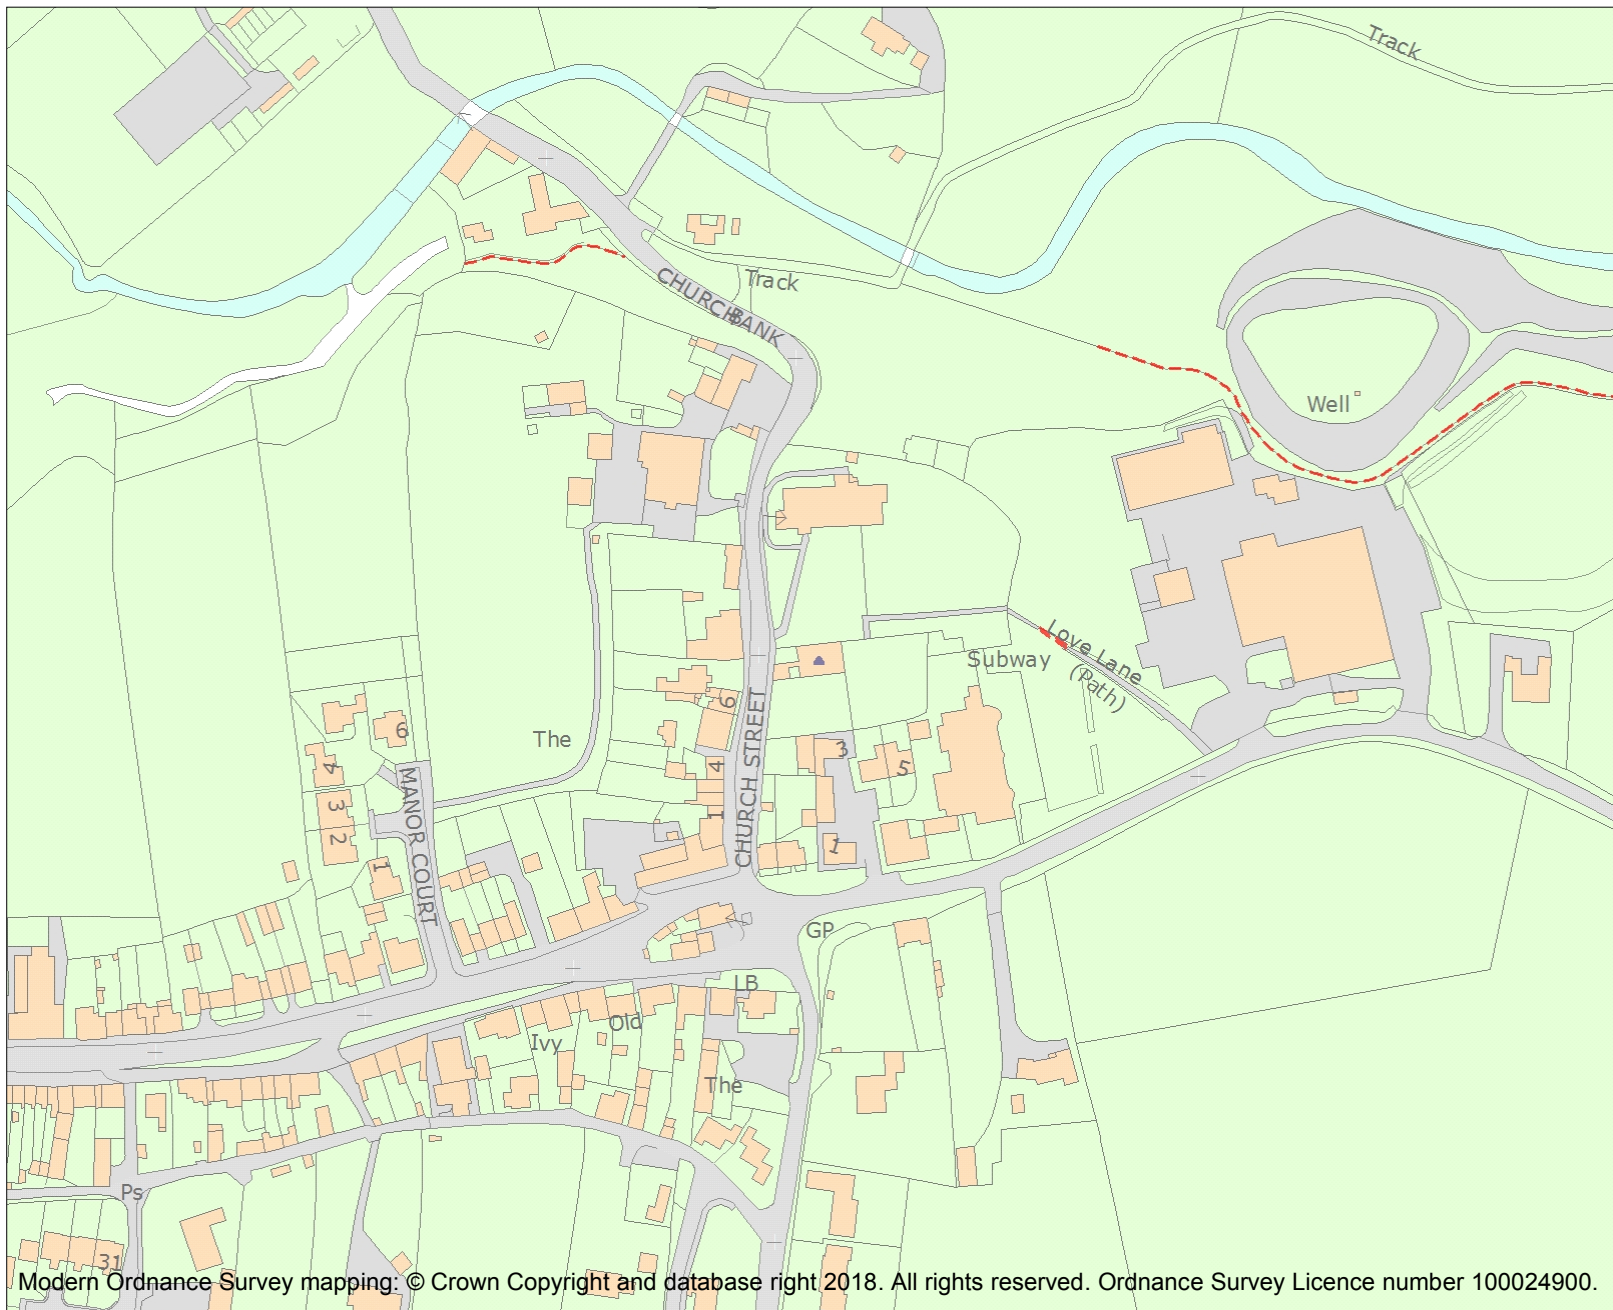 Track
Track
CHURCH BANK
Well
Love Lane
(Path)
Subway
The
6
6
4
3
2
1
MANOR COURT
4
1
CHURCH STREET
3
5
1
GP
LB
Old
Ivy
The
Ps
31
Modern Ordnance Survey mapping: © Crown Copyright and database right 2018. All rights reserved. Ordnance Survey Licence number 100024900.